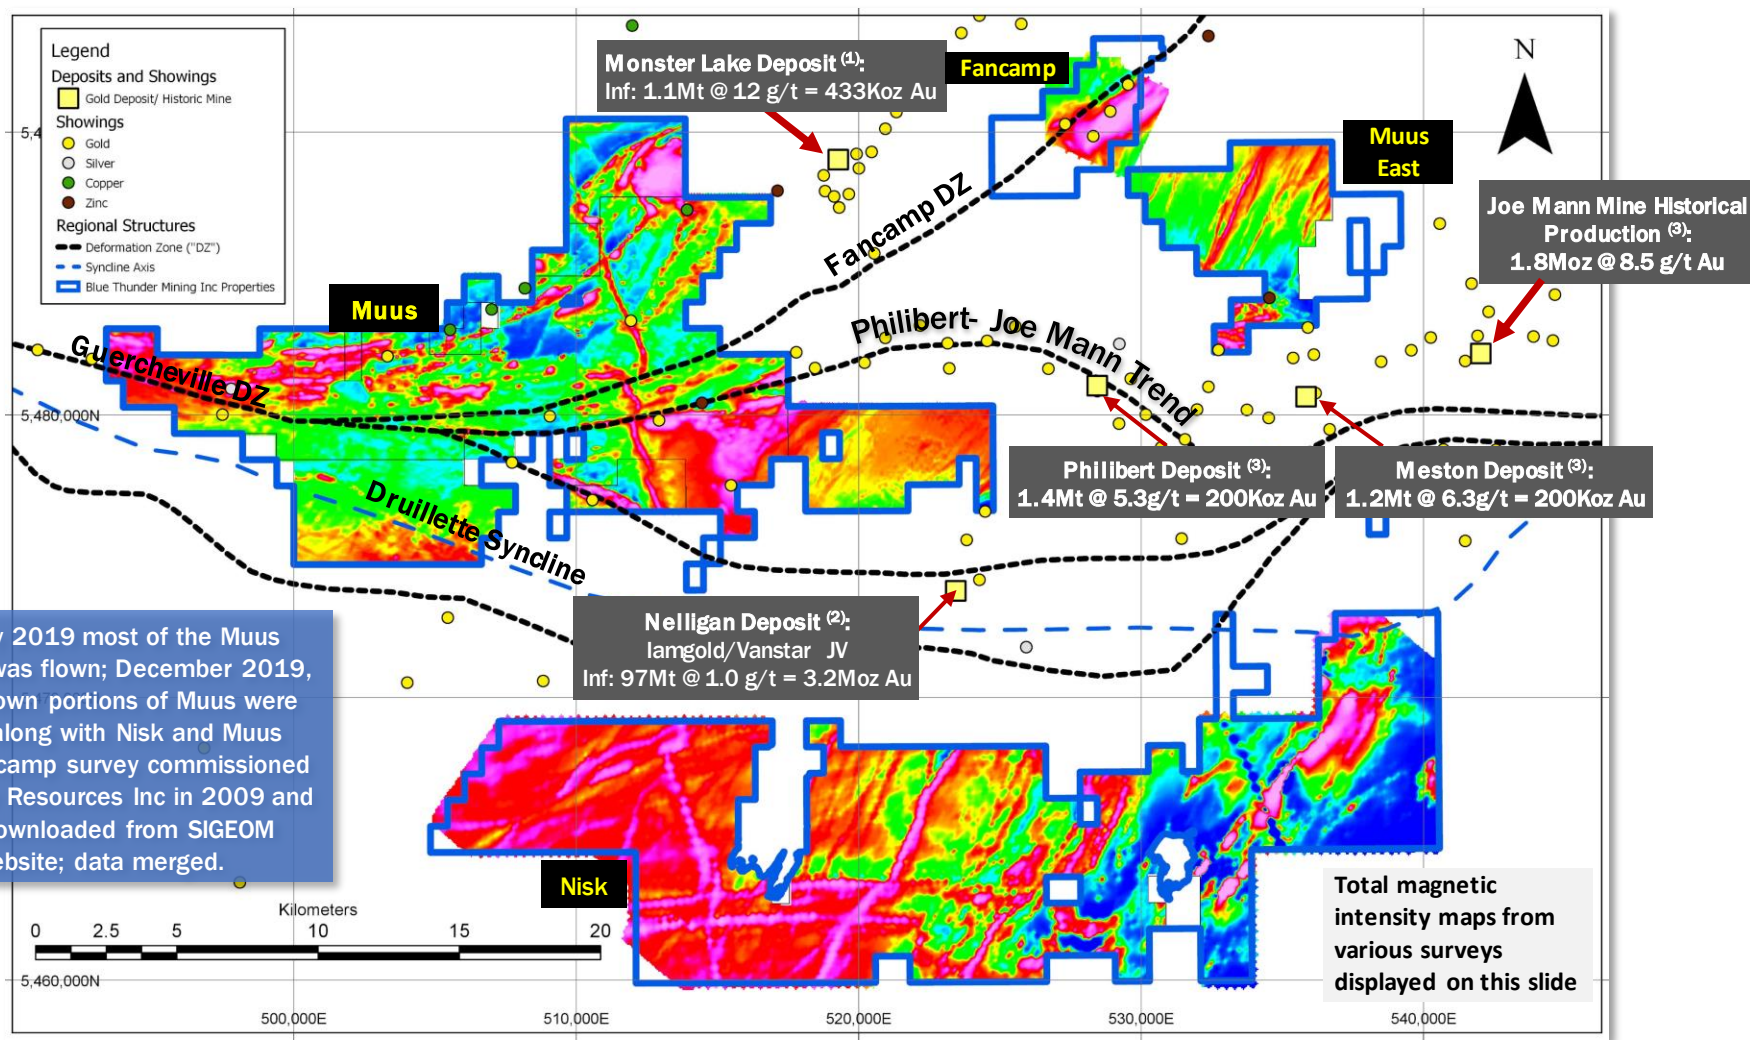 Legend
Deposits and Showings
Gold Deposit/ Historic Mine
Showings
Gold
Silver
Copper
Zinc
Regional Structures
Deformation Zone ("DZ")
Syncline Axis
Blue Thunder Mining Inc Properties
Monster Lake Deposit (1):
Inf: 1.1Mt @ 12 g/t = 433Koz Au
Fancamp
N
Muus
East
Joe Mann Mine Historical
Production (3):
1.8Moz @ 8.5 g/t Au
Muus
Fancamp DZ
Philibert- Joe Mann Trend
Guercheville DZ
5,480,000N
Druillette Syncline
Philibert Deposit (3):
1.4Mt @ 5.3g/t = 200Koz Au
Meston Deposit (3):
1.2Mt @ 6.3g/t = 200Koz Au
Nelligan Deposit (2):
Iamgold/Vanstar JV
Inf: 97Mt @ 1.0 g/t = 3.2Moz Au
2019 most of the Muus
was flown; December 2019,
portions of Muus were
along with Nisk and Muus
survey commissioned
Resources Inc in 2009 and
downloaded from SIGEOM
website; data merged.
Nisk
Kilometers
0 2.5 5 10 15 20
5,460,000N
500,000E 510,000E 520,000E 530,000E 540,000E
Total magnetic
intensity maps from
various surveys
displayed on this slide